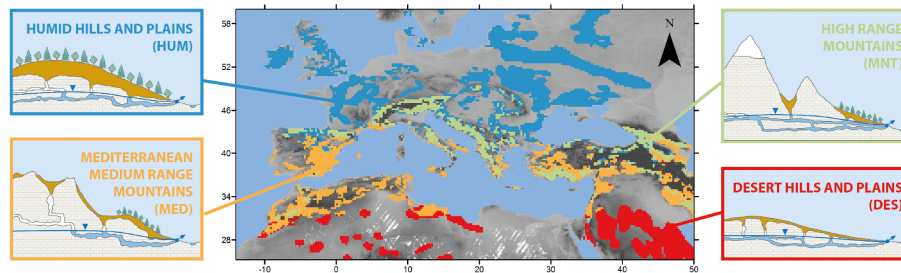 HUMID HILLS AND PLAINS
(HUM)
MEDITERRANEAN
MEDIUM RANGE
MOUNTAINS
(MED)
58
52
46
40
34
28
-10
0
10
20
30
40
50
N
HIGH RANGE
MOUNTAINS
(MNT)
DESERT HILLS AND PLAINS
(DES)